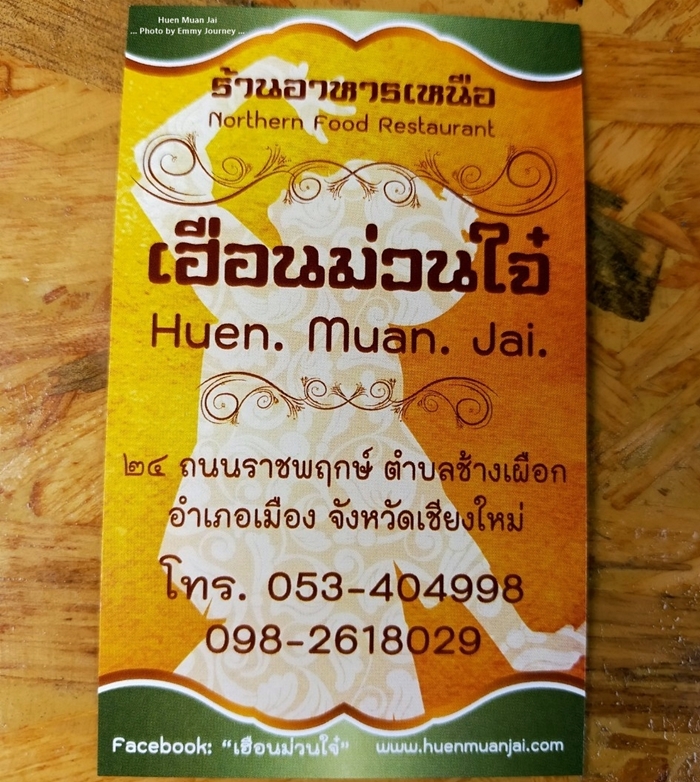 Huen Muan Jai
... Photo by Emmy Journey ...
ร้านอาหารเหนือ
Northern Food Restaurant
เฮือนม่วนใจ๋
Huen. Muan. Jai.
๒๔ ถนนราชพฤกษ์ ตำบลช้างเผือก
อำเภอเมือง จังหวัดเชียงใหม่
โทร. 053-404998
098-2618029
Facebook: "เฮือนม่วนใจ๋" www.huenmuanjai.com